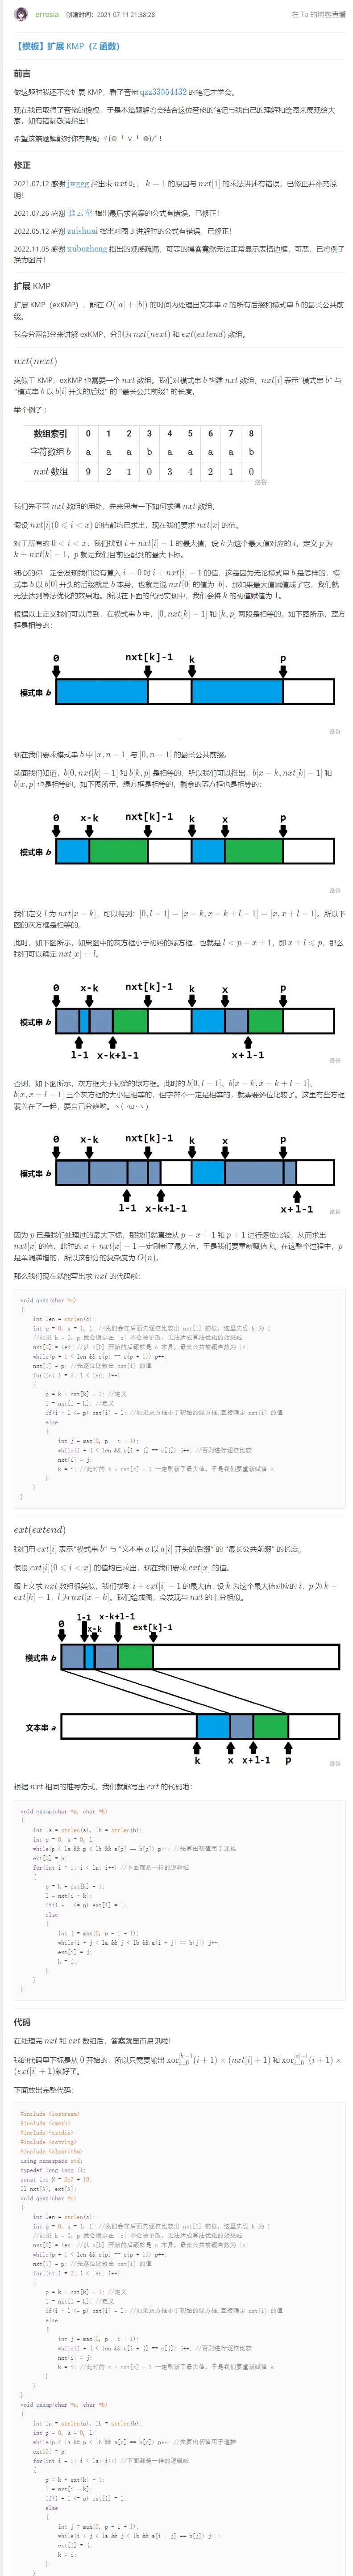 errosia 创建时间：2021-07-11 21:38:28
在 Ta 的博客查看
【模板】扩展 KMP（Z 函数）
前言
做这题时我还不会扩展 KMP，看了奆佬 qzz33554432 的笔记才学会。
现在我已取得了奆佬的授权，于是本篇题解将会结合这位奆佬的笔记与我自己的理解和绘图来展现给大
家，如有错漏敬请指出！
希望这篇题解能对你有帮助
修正
2021.07.12 感谢 jwggg 指出求 nxt 时， k = 1 的原因与 nxt[1] 的求法讲述有错误，已修正并补充说
明！
2021.07.26 感谢 遮云壑 指出最后求答案的公式有错误，已修正！
2022.05.12 感谢 zuishuai 指出对图 3 讲解时的公式有错误，已修正！
2022.11.05 感谢 xubozheng 指出的观感疏漏，可恶的博客竟然无法正常显示表格边框，可恶，已将例子
换为图片！
扩展 KMP
扩展 KMP（exKMP），能在 O(|a| + |b|) 的时间内处理出文本串 a 的所有后缀和模式串 b 的最长公共前
缀。
我会分两部分来讲解 exKMP，分别为 nxt(next) 和 ext(extend) 数组。
nxt(next)
类似于 KMP，exKMP 也需要一个 nxt 数组。我们对模式串 b 构建 nxt 数组，nxt[i] 表示“模式串 b” 与
“模式串 b 以 b[i] 开头的后缀” 的 “最长公共前缀” 的长度。
举个例子：
数组索引 0 1 2 3 4 5 6 7 8
字符数组 b a a a b a a a a b
nxt 数组 9 2 1 0 3 4 2 1 0
洛谷
我们先不管 nxt 数组的用处，先来思考一下如何求得 nxt 数组。
假设 nxt[i](0 ⩽ i < x) 的值都均已求出，现在我们要求 nxt[x] 的值。
对于所有的 0 < i < x，我们找到 i + nxt[i] − 1 的最大值，设 k 为这个最大值对应的 i。定义 p 为
k + nxt[k] − 1，p 就是我们目前匹配到的最大下标。
细心的你一定会发现我们没有算入 i = 0 时 i + nxt[i] − 1 的值，这是因为无论模式串 b 是怎样的，模
式串 b 以 b[0] 开头的后缀就是 b 本身，也就是说 nxt[0] 的值为 |b|，那如果最大值赋值成了它，我们就
无法达到算法优化的效果啦。所以在下面的代码实现中，我们会将 k 的初值赋值为 1。
根据以上定义我们可以得到，在模式串 b 中，[0, nxt[k] − 1] 和 [k, p] 两段是相等的。如下图所示，蓝方
框是相等的：
0 nxt[k]-1 k p
模式串 b
洛谷
现在我们要求模式串 b 中 [x, n − 1] 与 [0, n − 1] 的最长公共前缀。
前面我们知道，b[0, nxt[k] − 1] 和 b[k, p] 是相等的，所以我们可以推出，b[x − k, nxt[k] − 1] 和
b[x, p] 也是相等的。如下图所示，绿方框是相等的，剩余的蓝方框也是相等的：
0 x-k nxt[k]-1 k x p
模式串 b
洛谷
我们定义 l 为 nxt[x − k]，可以得到：[0, l − 1] = [x − k, x − k + l − 1] = [x, x + l − 1]。所以下
图的灰方框是相等的。
此时，如下图所示，如果图中的灰方框小于初始的绿方框，也就是 l < p − x + 1，即 x + l ⩽ p，那么
我们可以确定 nxt[x] = l。
0 x-k nxt[k]-1 k x p
模式串 b
l-1 x-k+l-1 x+l-1
洛谷
否则，如下图所示，灰方框大于初始的绿方框。此时的 b[0, l − 1]、b[x − k, x − k + l − 1]、
b[x, x + l − 1] 三个灰方框的大小是相等的，但字符不一定是相等的，就需要逐位比较了。这里有些方框
覆盖在了一起，要自己分辨哟。ヽ( ·ω·ヽ)
0 x-k nxt[k]-1 k x p
模式串 b
l-1 x-k+l-1 x+l-1
洛谷
因为 p 已是我们处理过的最大下标，那我们就直接从 p − x + 1 和 p + 1 进行逐位比较，从而求出
nxt[x] 的值，此时的 x + nxt[x] − 1 一定刷新了最大值，于是我们要重新赋值 k。在这整个过程中，p
是单调递增的，所以这部分的复杂度为 O(n)。
那么我们现在就能写出求 nxt 的代码啦：
void qnxt(char *c)
{
int len = strlen(c);
int p = 0, k = 1, l; //我们会在后面先逐位比较出 nxt[1] 的值，这里先设 k 为 1
//如果 k = 0，p 就会锁定在 |c| 不会被更改，无法达成算法优化的效果啦
nxt[0] = len; //以 c[0] 开始的后缀就是 c 本身，最长公共前缀自然为 |c|
while(p + 1 < len && c[p] == c[p + 1]) p++;
nxt[1] = p; //先逐位比较出 nxt[1] 的值
for(int i = 2; i < len; i++)
{
p = k + nxt[k] - 1; //定义
l = nxt[i - k]; //定义
if(i + l <= p) nxt[i] = l; //如果灰方框小于初始的绿方框，直接确定 nxt[i] 的值
else
{
int j = max(0, p - i + 1);
while(i + j < len && c[i + j] == c[j]) j++; //否则进行逐位比较
nxt[i] = j;
k = i; //此时的 x + nxt[x] - 1 一定刷新了最大值，于是我们要重新赋值 k
}
}
}
ext(extend)
我们用 ext[i] 表示“模式串 b” 与 “文本串 a 以 a[i] 开头的后缀” 的 “最长公共前缀” 的长度。
假设 ext[i](0 ⩽ i < x) 的值均已求出，现在我们要求 ext[x] 的值。
跟上文求 nxt 数组很类似，我们找到 i + ext[i] − 1 的最大值，设 k 为这个最大值对应的 i，p 为 k +
ext[k] − 1，l 为 nxt[x − k]。我们给成图，会发现与 nxt 的十分相似。
0 l-1 x-k x-k+l-1 ext[k]-1
模式串 b
文本串 a
k x x+l-1 p
洛谷
根据 nxt 相同的推导方式，我们就能写出 ext 的代码啦：
void exkmp(char *a, char *b)
{
int la = strlen(a), lb = strlen(b);
int p = 0, k = 0, l;
while(p < la && p < lb && a[p] == b[p]) p++; //先算出初值用于递推
ext[0] = p;
for(int i = 1; i < la; i++) //下面都是一样的逻辑啦
{
p = k + ext[k] - 1;
l = nxt[i - k];
if(i + l <= p) ext[i] = l;
else
{
int j = max(0, p - i + 1);
while(i + j < la && j < lb && a[i + j] == b[j]) j++;
ext[i] = j;
k = i;
}
}
}
代码
在处理完 nxt 和 ext 数组后，答案就显而易见啦！
我的代码里下标是从 0 开始的，所以只需要输出 xor_{i=0}^{|b|−1}(i + 1) × (nxt[i] + 1) 和 xor_{i=0}^{|a|−1}(i + 1) ×
(ext[i] + 1)就好了。
下面放出完整代码：
#include <iostream>
#include <cmath>
#include <cstdio>
#include <cstring>
#include <algorithm>
using namespace std;
typedef long long ll;
const int N = 2e7 + 10;
ll nxt[N], ext[N];
void qnxt(char *c)
{
int len = strlen(c);
int p = 0, k = 1, l; //我们会在后面先逐位比较出 nxt[1] 的值，这里先设 k 为 1
//如果 k = 0，p 就会锁定在 |c| 不会被更改，无法达成算法优化的效果啦
nxt[0] = len; //以 c[0] 开始的后缀就是 c 本身，最长公共前缀自然为 |c|
while(p + 1 < len && c[p] == c[p + 1]) p++;
nxt[1] = p; //先逐位比较出 nxt[1] 的值
for(int i = 2; i < len; i++)
{
p = k + nxt[k] - 1; //定义
l = nxt[i - k]; //定义
if(i + l <= p) nxt[i] = l; //如果灰方框小于初始的绿方框，直接确定 nxt[i] 的值
else
{
int j = max(0, p - i + 1);
while(i + j < len && c[i + j] == c[j]) j++; //否则进行逐位比较
nxt[i] = j;
k = i; //此时的 x + nxt[x] - 1 一定刷新了最大值，于是我们要重新赋值 k
}
}
}
void exkmp(char *a, char *b)
{
int la = strlen(a), lb = strlen(b);
int p = 0, k = 0, l;
while(p < la && p < lb && a[p] == b[p]) p++; //先算出初值用于递推
ext[0] = p;
for(int i = 1; i < la; i++) //下面都是一样的逻辑啦
{
p = k + ext[k] - 1;
l = nxt[i - k];
if(i + l <= p) ext[i] = l;
else
{
int j = max(0, p - i + 1);
while(i + j < la && j < lb && a[i + j] == b[j]) j++;
ext[i] = j;
k = i;
}
}